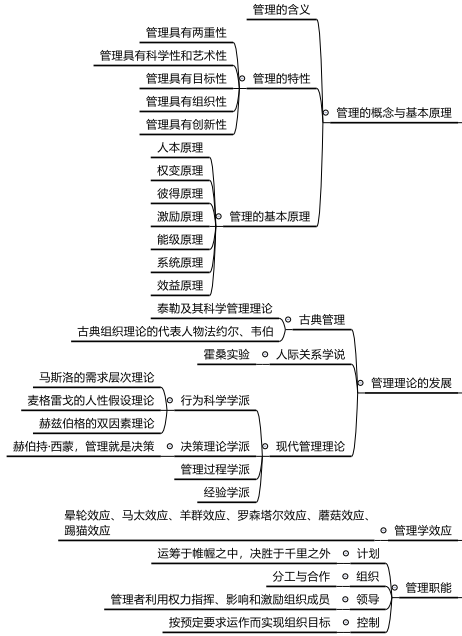 管理的含义
管理具有两重性
管理具有科学性和艺术性
管理具有目标性
管理的特性
管理具有组织性
管理的概念与基本原理
管理具有创新性
人本原理
权变原理
彼得原理
激励原理
管理的基本原理
能级原理
系统原理
效益原理
泰勒及其科学管理理论
古典管理
古典组织理论的代表人物法约尔、韦伯
霍桑实验
人际关系学说
马斯洛的需求层次理论
管理理论的发展
麦格雷戈的人性假设理论
行为科学学派
赫兹伯格的双因素理论
赫伯持·西蒙，管理就是决策
决策理论学派
现代管理理论
管理过程学派
经验学派
晕轮效应、马太效应、羊群效应、罗森塔尔效应、蘑菇效应、
踢猫效应
管理学效应
运筹于帷幄之中，决胜于千里之外
计划
分工与合作
组织
管理职能
管理者利用权力指挥、影响和激励组织成员
领导
按预定要求运作而实现组织目标
控制